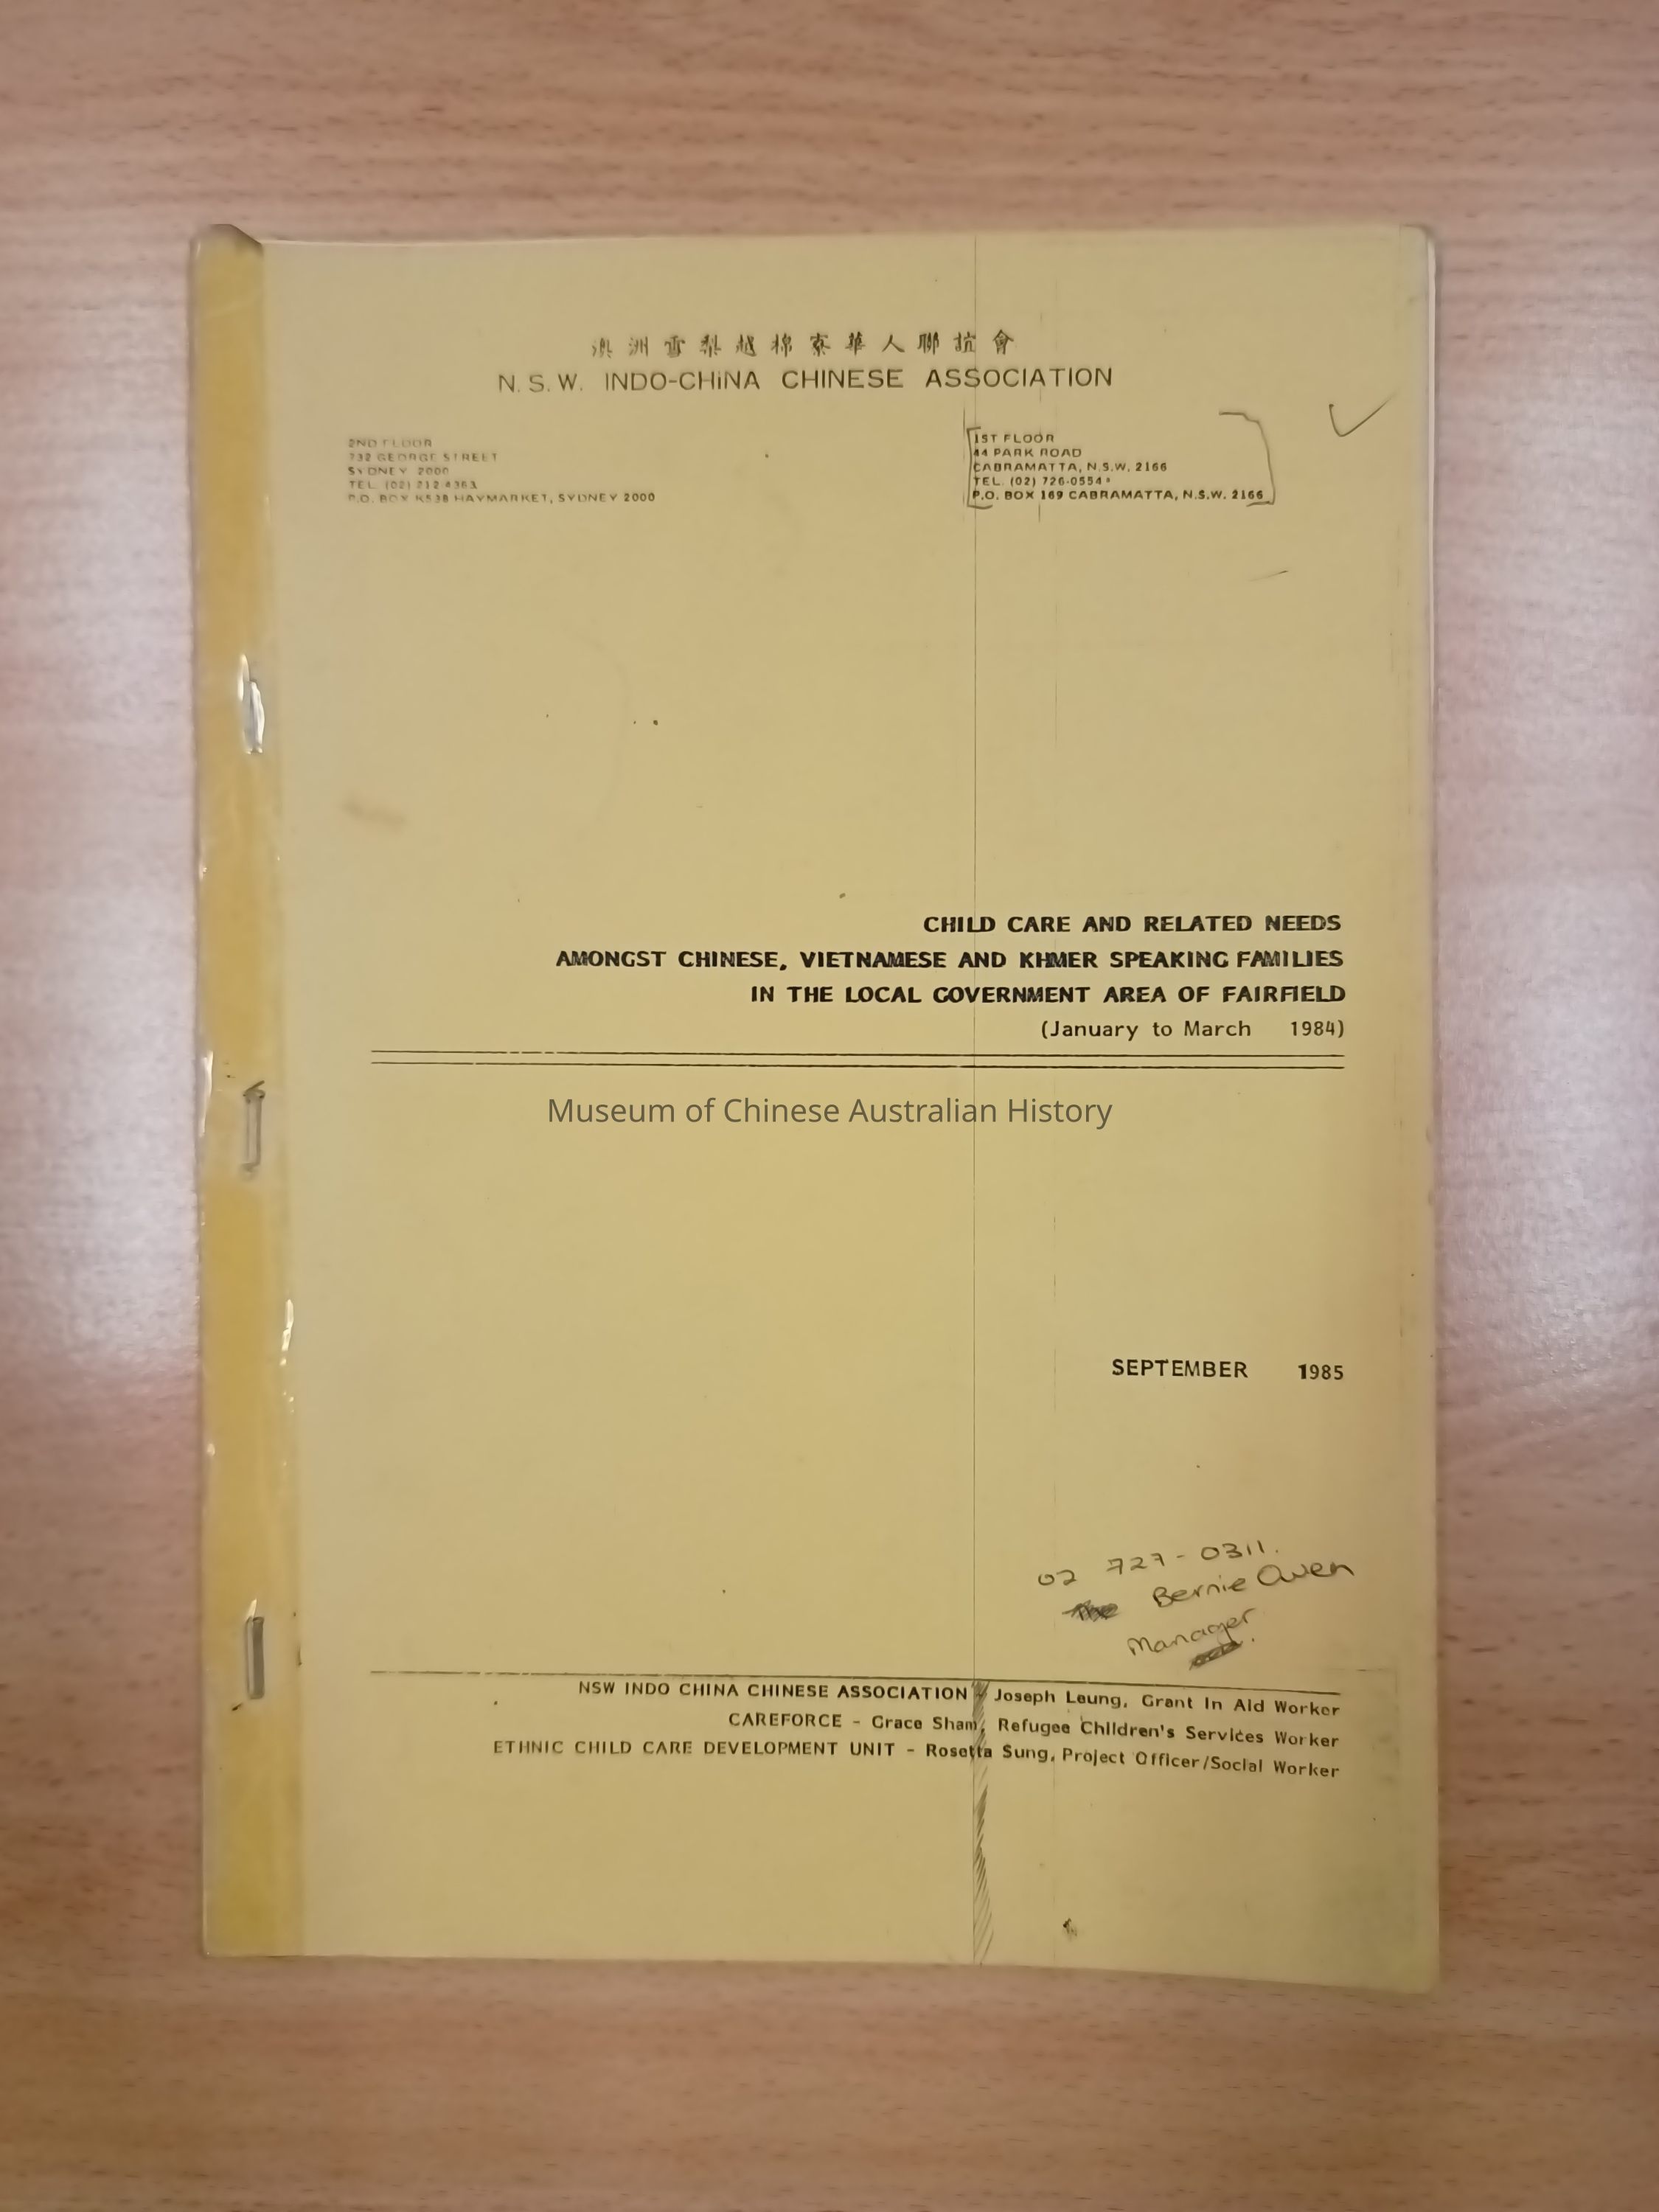 澳洲雪梨越棉寮華人聯誼會
N.S.W. INDO-CHINA CHINESE ASSOCIATION
2ND FLOOR
732 GEORGE STREET
SYDNEY 2000
TEL. (02) 212 4363
P.O. BOX K538 HAYMARKET, SYDNEY 2000
1ST FLOOR
44 PARK ROAD
CABRAMATTA, N.S.W. 2166
TEL. (02) 726-0554
P.O. BOX 169 CABRAMATTA, N.S.W. 2166
CHILD CARE AND RELATED NEEDS
AMONGST CHINESE, VIETNAMESE AND KHMER SPEAKING FAMILIES
IN THE LOCAL GOVERNMENT AREA OF FAIRFIELD
(January to March 1984)
Museum of Chinese Australian History
SEPTEMBER 1985
02 727-0311.
Bernie Owen
Manager
NSW INDO CHINA CHINESE ASSOCIATION - Joseph Leung, Grant In Aid Worker
CAREFORCE - Grace Sham, Refugee Children's Services Worker
ETHNIC CHILD CARE DEVELOPMENT UNIT - Rosetta Sung, Project Officer/Social Worker